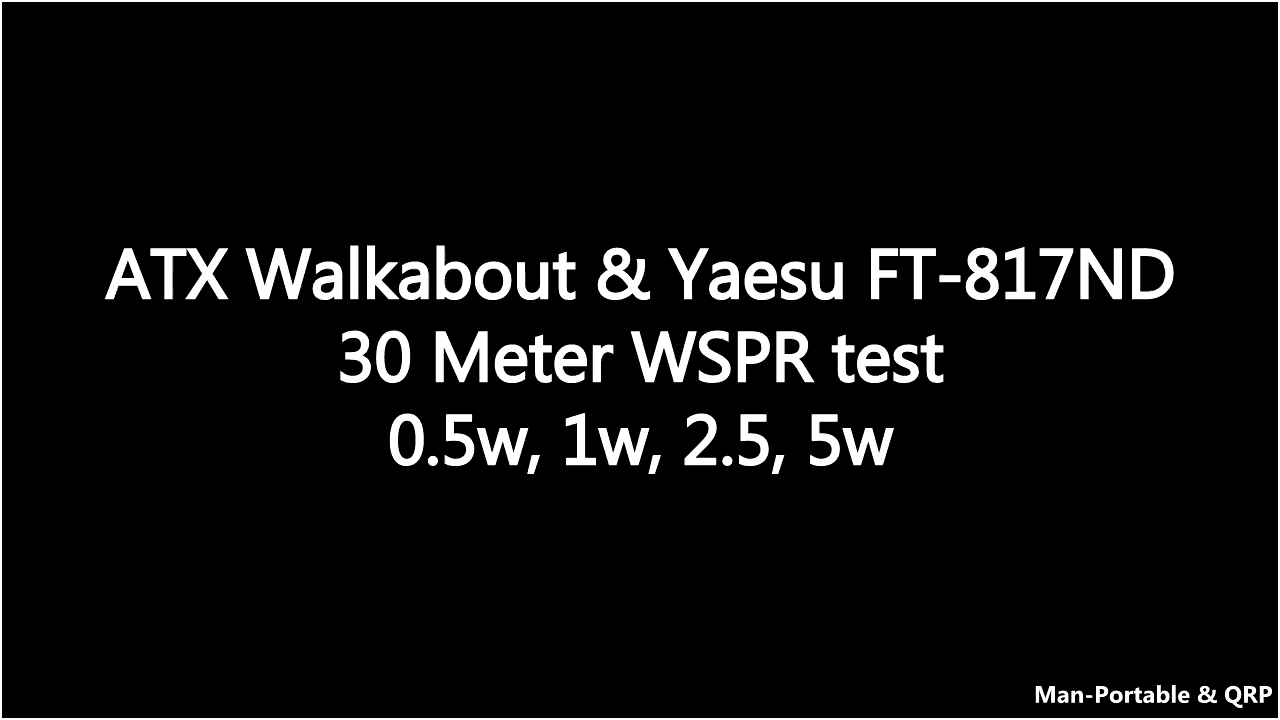 ATX Walkabout & Yaesu FT-817ND
30 Meter WSPR test
0.5w, 1w, 2.5, 5w
Man-Portable & QRP